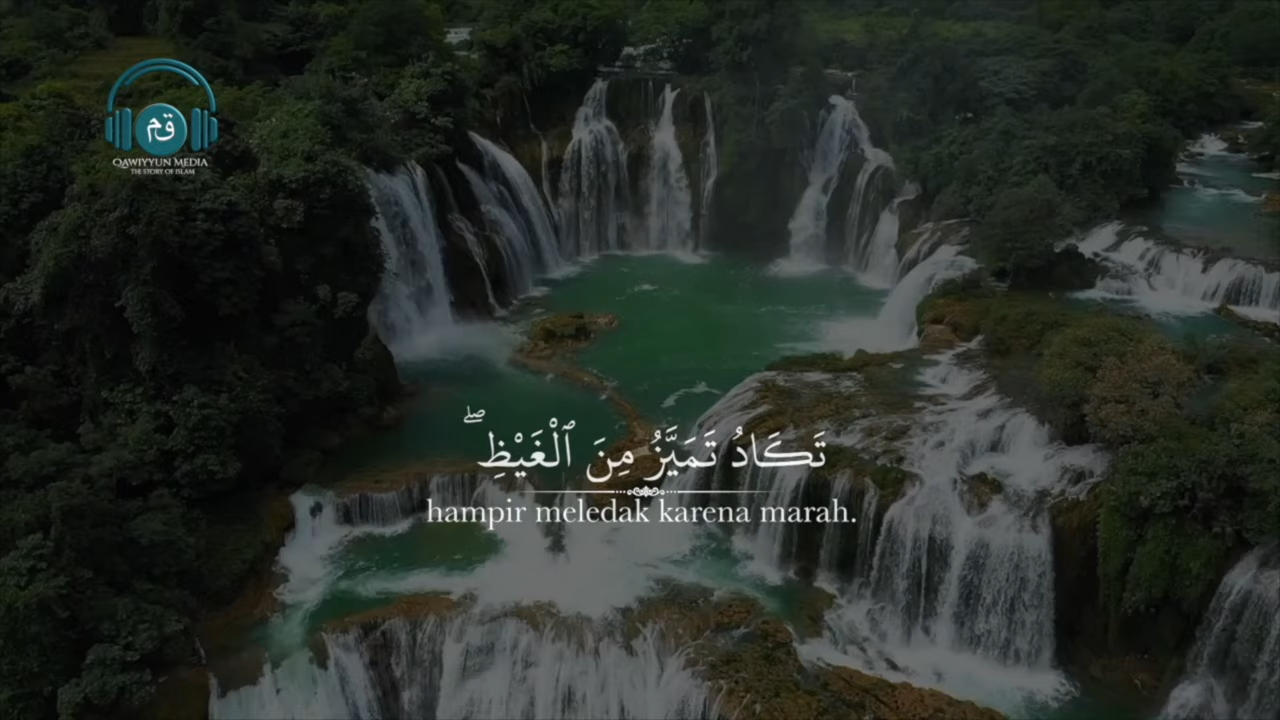 قم
QAWIYYUN MEDIA
THE STORY OF ISLAM
تَكَادُ تَمَيَّزُ مِنَ ٱلْغَيْظِ ۖ
hampir meledak karena marah.